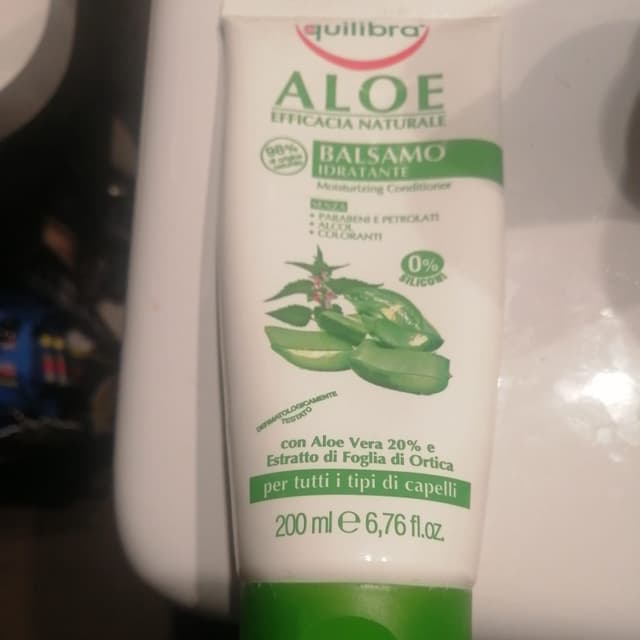 equilibra
ALOE
EFFICACIA NATURALE
98%
BALSAMO
IDRATANTE
Moisturizing Conditioner
SENZA
• PARABENI E PETROLATI
• ALCOL
• COLORANTI
0%
SILICONI
DERMATOLOGICAMENTE
TESTATO
con Aloe Vera 20% e
Estratto di Foglia di Ortica
per tutti i tipi di capelli
200 ml ℮ 6,76 fl.oz.